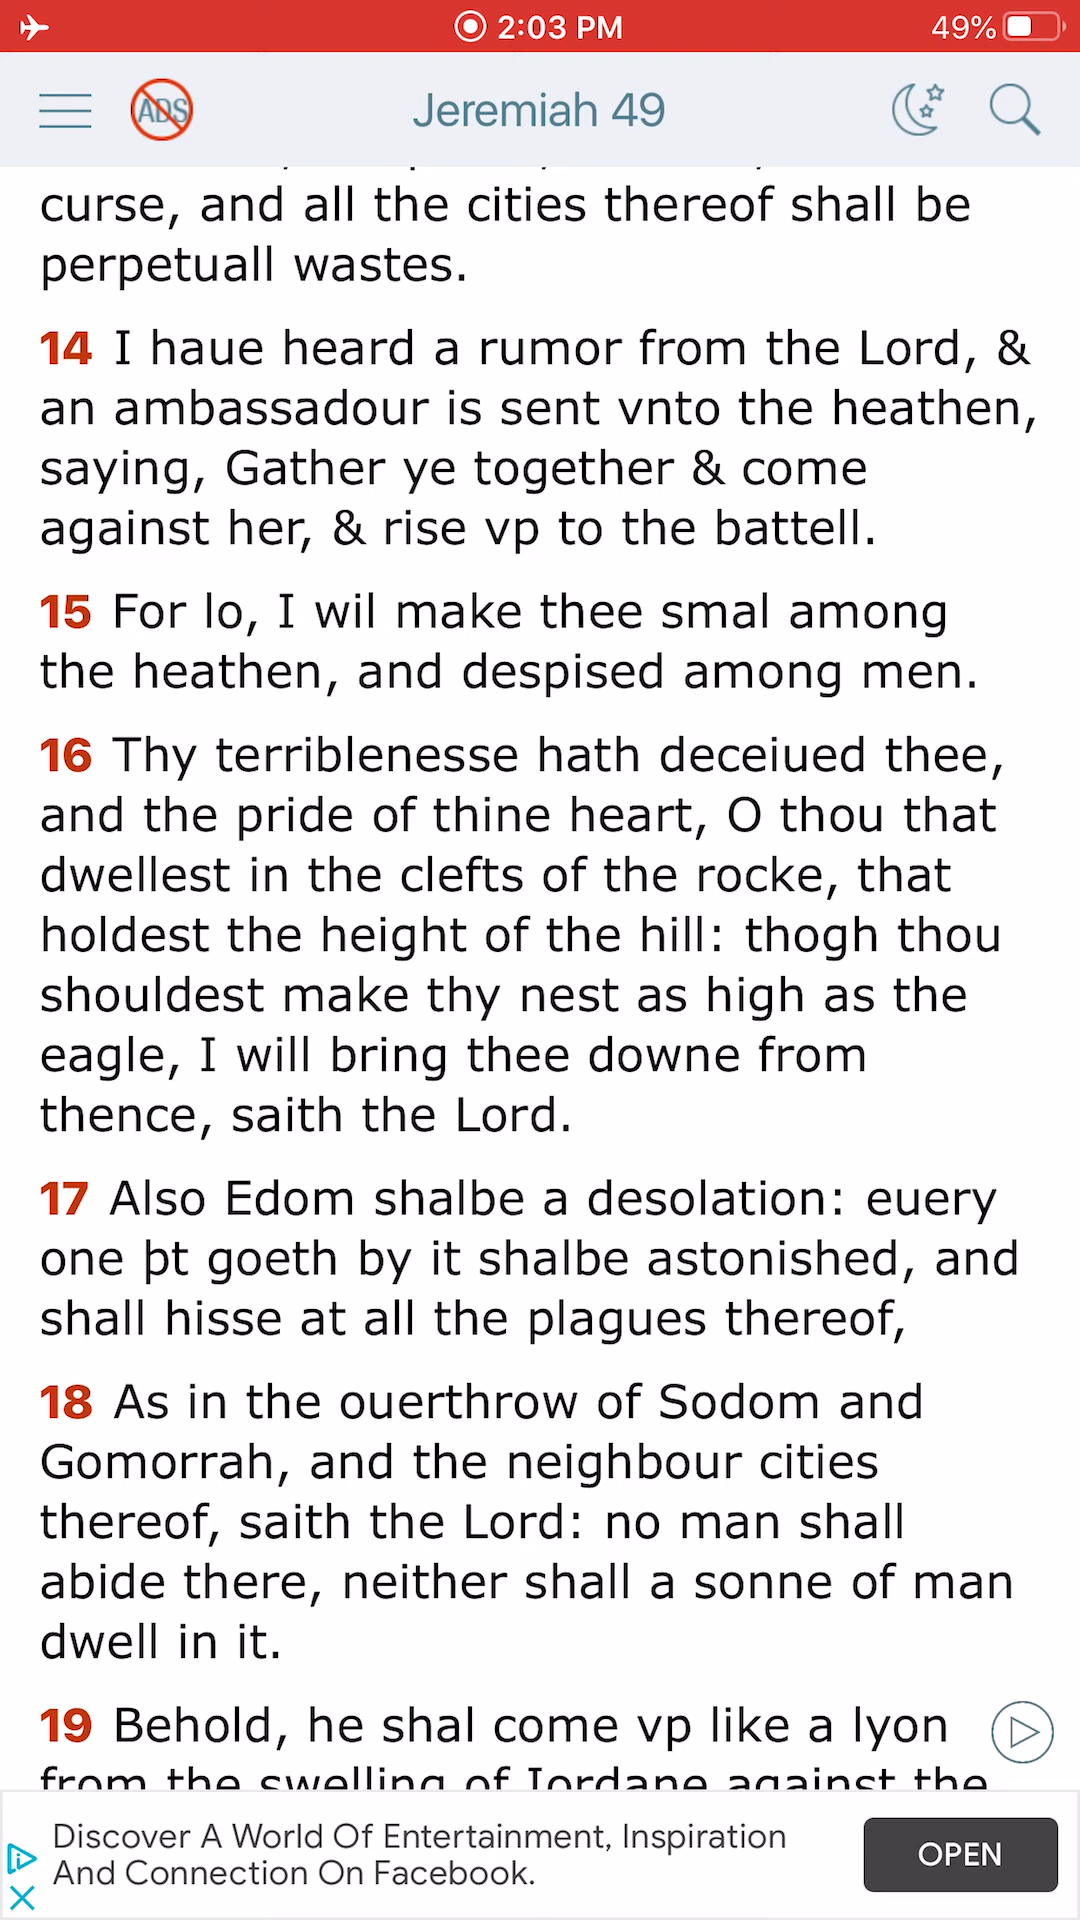 2:03 PM
49%
ADS
Jeremiah 49
curse, and all the cities thereof shall be
perpetuall wastes.
14 I haue heard a rumor from the Lord, &
an ambassadour is sent vnto the heathen,
saying, Gather ye together & come
against her, & rise vp to the battell.
15 For lo, I wil make thee smal among
the heathen, and despised among men.
16 Thy terriblenesse hath deceiued thee,
and the pride of thine heart, O thou that
dwellest in the clefts of the rocke, that
holdest the height of the hill: thogh thou
shouldest make thy nest as high as the
eagle, I will bring thee downe from
thence, saith the Lord.
17 Also Edom shalbe a desolation: euery
one þt goeth by it shalbe astonished, and
shall hisse at all the plagues thereof,
18 As in the ouerthrow of Sodom and
Gomorrah, and the neighbour cities
thereof, saith the Lord: no man shall
abide there, neither shall a sonne of man
dwell in it.
19 Behold, he shal come vp like a lyon
from the swelling of Iordane against the
Discover A World Of Entertainment, Inspiration
And Connection On Facebook.
OPEN